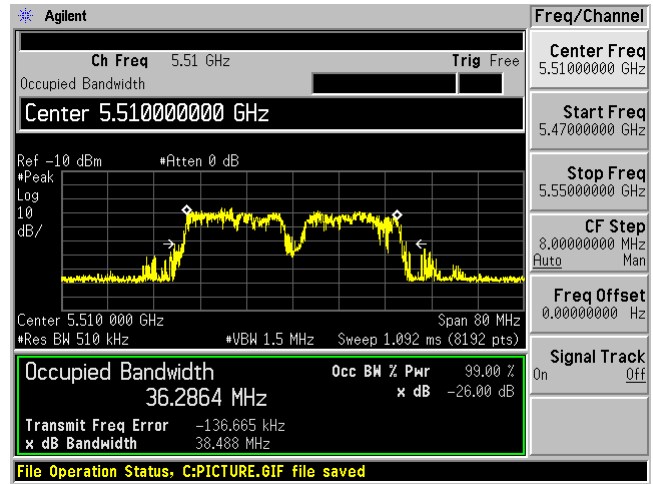 Agilent
Freq/Channel
Ch Freq 5.51 GHz Trig Free
Occupied Bandwidth
Center 5.510000000 GHz
Ref -10 dBm #Atten 0 dB
#Peak
Log
10
dB/
Center 5.510 000 GHz Span 80 MHz
#Res BW 510 kHz #VBW 1.5 MHz Sweep 1.092 ms (8192 pts)
Occupied Bandwidth
36.2864 MHz
Occ BW % Pwr 99.00 %
x dB -26.00 dB
Transmit Freq Error -136.665 kHz
x dB Bandwidth 38.488 MHz
File Operation Status, C:PICTURE.GIF file saved
Center Freq
5.51000000 GHz
Start Freq
5.47000000 GHz
Stop Freq
5.55000000 GHz
CF Step
8.00000000 MHz
Auto Man
Freq Offset
0.00000000 Hz
Signal Track
On Off